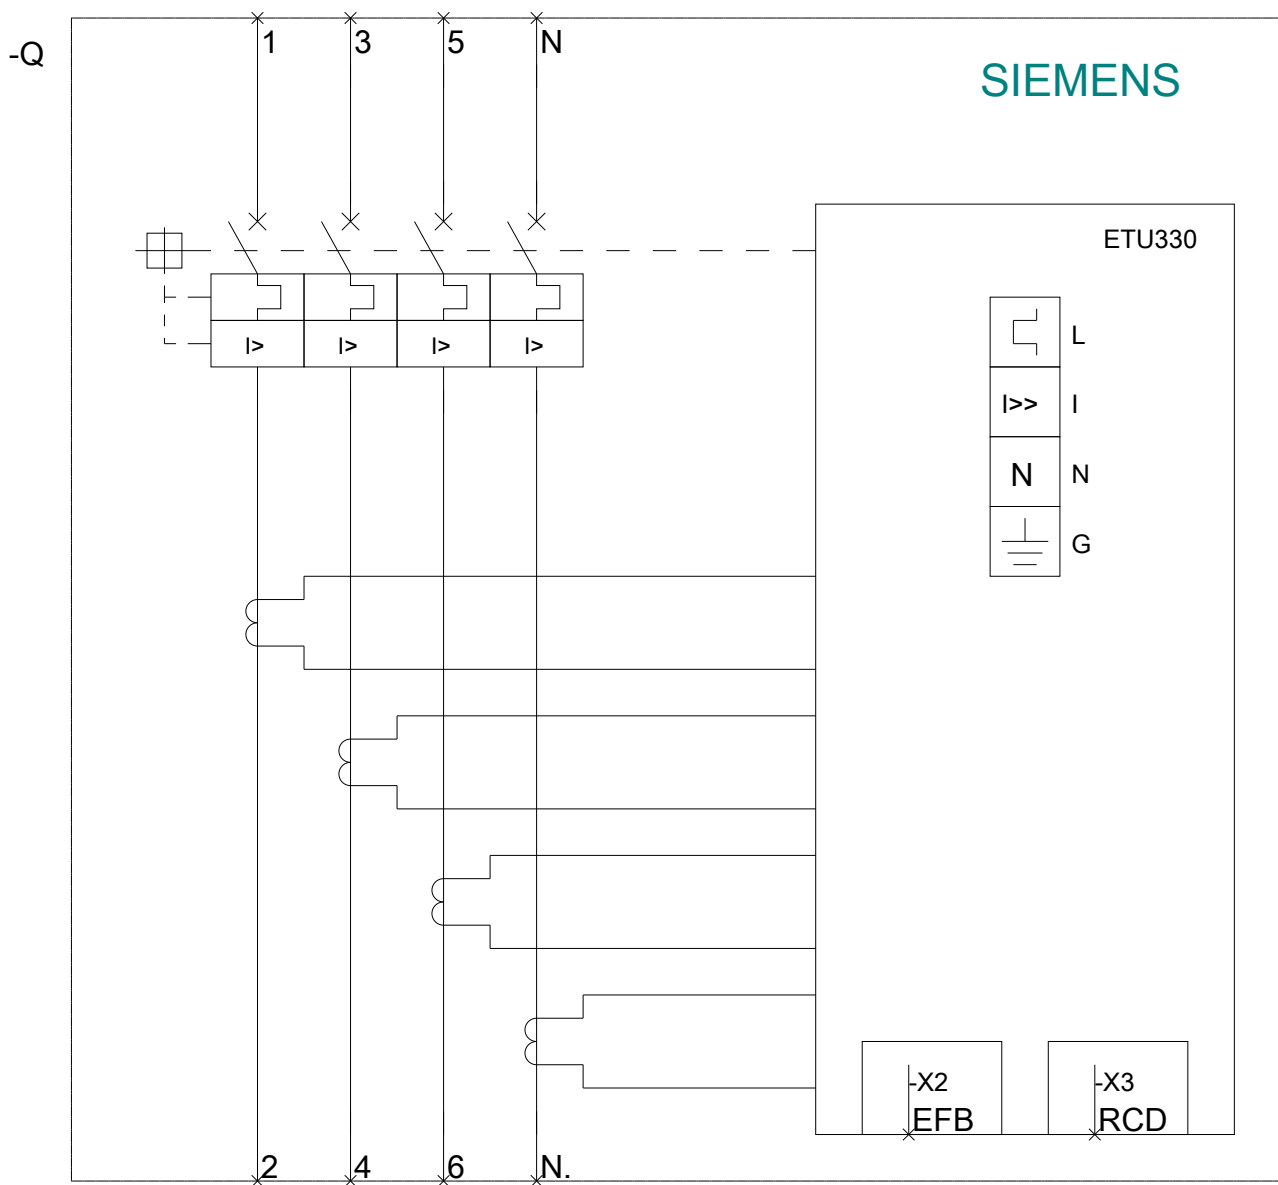 1 3 5 N
-Q
SIEMENS
ETU330
I> I> I> I>
L
I>> I
N N
G
-X2 -X3
EFB RCD
2 4 6 N.